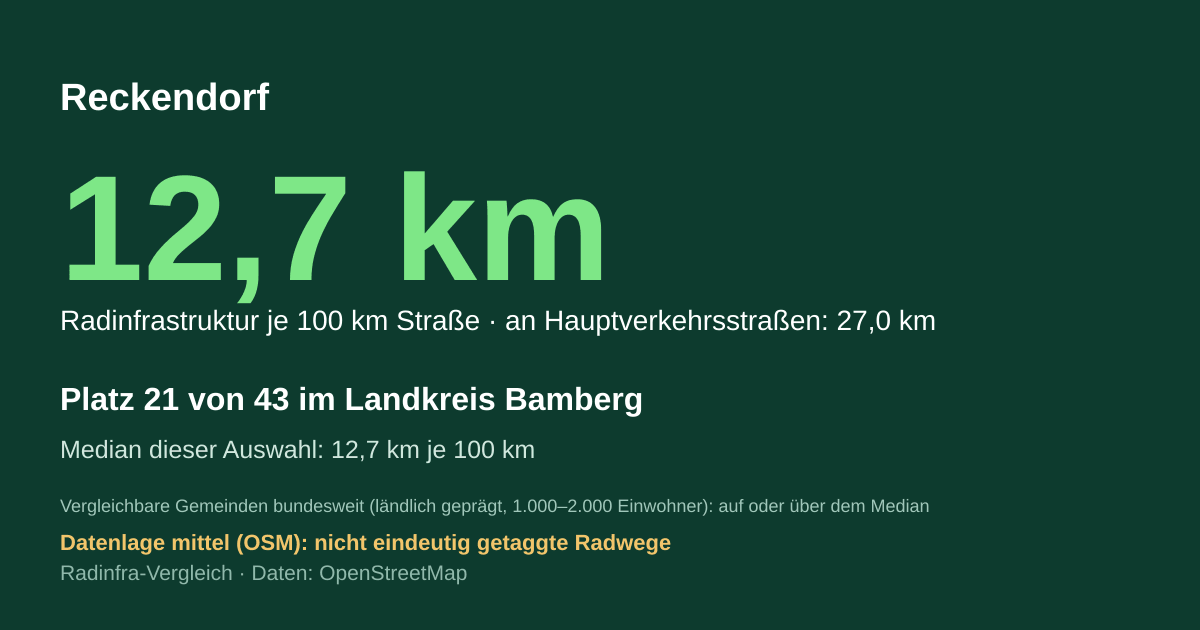 Reckendorf
12,7 km
Radinfrastruktur je 100 km Straße · an Hauptverkehrsstraßen: 27,0 km
Platz 21 von 43 im Landkreis Bamberg
Median dieser Auswahl: 12,7 km je 100 km
Vergleichbare Gemeinden bundesweit (ländlich geprägt, 1.000–2.000 Einwohner): auf oder über dem Median
Datenlage mittel (OSM): nicht eindeutig getaggte Radwege
Radinfra-Vergleich · Daten: OpenStreetMap